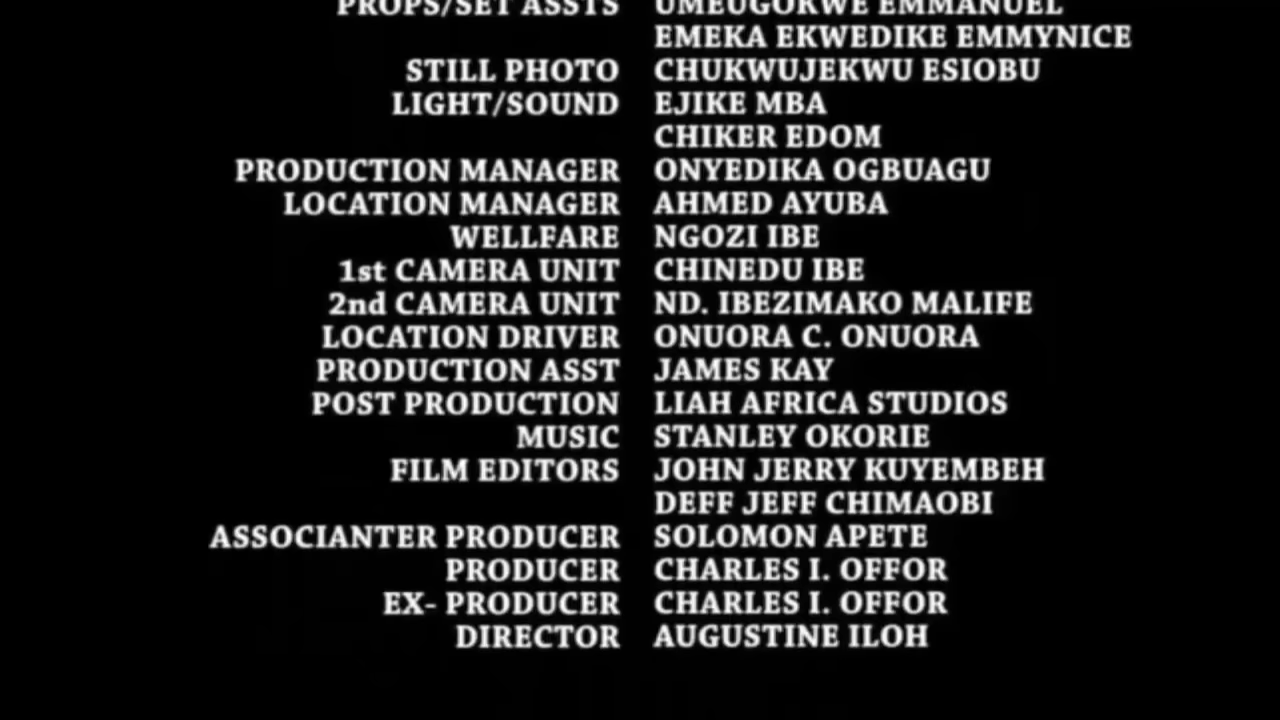 PROPS/SET ASSTS UMEUGOKWE EMMANUEL
EMEKA EKWEDIKE EMMYNICE
STILL PHOTO CHUKWUJEKWU ESIOBU
LIGHT/SOUND EJIKE MBA
CHIKER EDOM
PRODUCTION MANAGER ONYEDIKA OGBUAGU
LOCATION MANAGER AHMED AYUBA
WELLFARE NGOZI IBE
1st CAMERA UNIT CHINEDU IBE
2nd CAMERA UNIT ND. IBEZIMAKO MALIFE
LOCATION DRIVER ONUORA C. ONUORA
PRODUCTION ASST JAMES KAY
POST PRODUCTION LIAH AFRICA STUDIOS
MUSIC STANLEY OKORIE
FILM EDITORS JOHN JERRY KUYEMBEH
DEFF JEFF CHIMAOBI
ASSOCIANTER PRODUCER SOLOMON APETE
PRODUCER CHARLES I. OFFOR
EX- PRODUCER CHARLES I. OFFOR
DIRECTOR AUGUSTINE ILOH